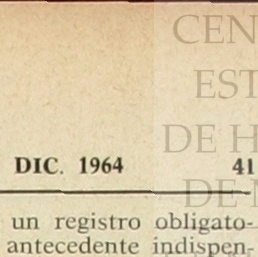 CEN
EST
DE H
DIC. 1964 41
DE
un registro obligato-
antecedente indispen-